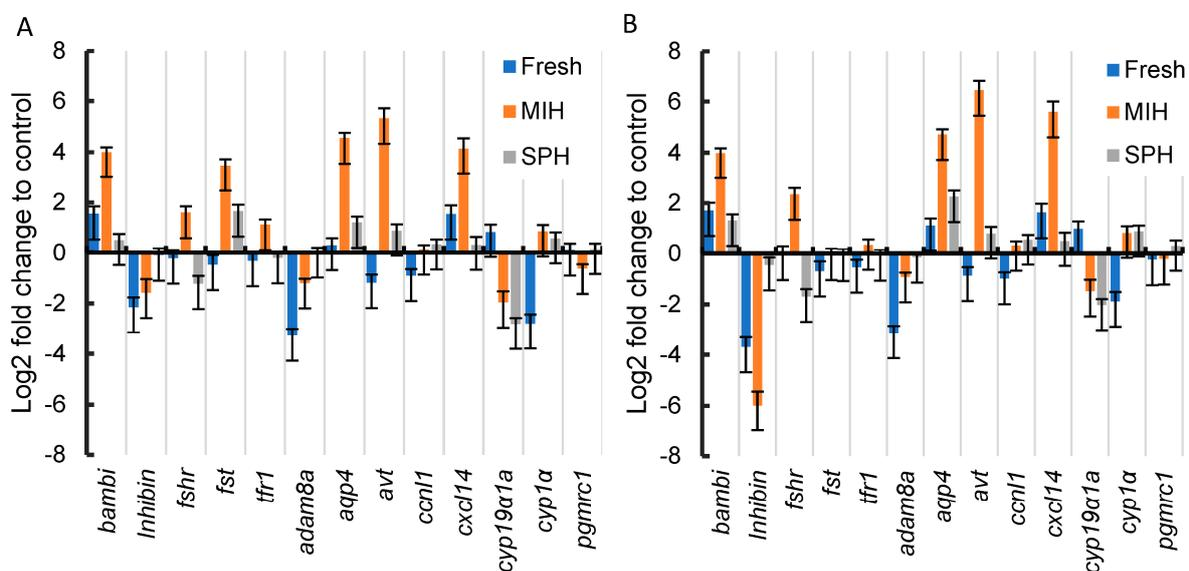 A
Log2 fold change to control
8
6
4
2
0
-2
-4
-6
-8
Fresh
MIH
SPH
bambi
Inhibin
fshr
fst
tfr1
adam8a
aqp4
avt
ccnl1
cxcl14
cyp19α1a
cyp1α
pgmrc1
B
Log2 fold change to control
8
6
4
2
0
-2
-4
-6
-8
Fresh
MIH
SPH
bambi
Inhibin
fshr
fst
tfr1
adam8a
aqp4
avt
ccnl1
cxcl14
cyp19α1a
cyp1α
pgmrc1